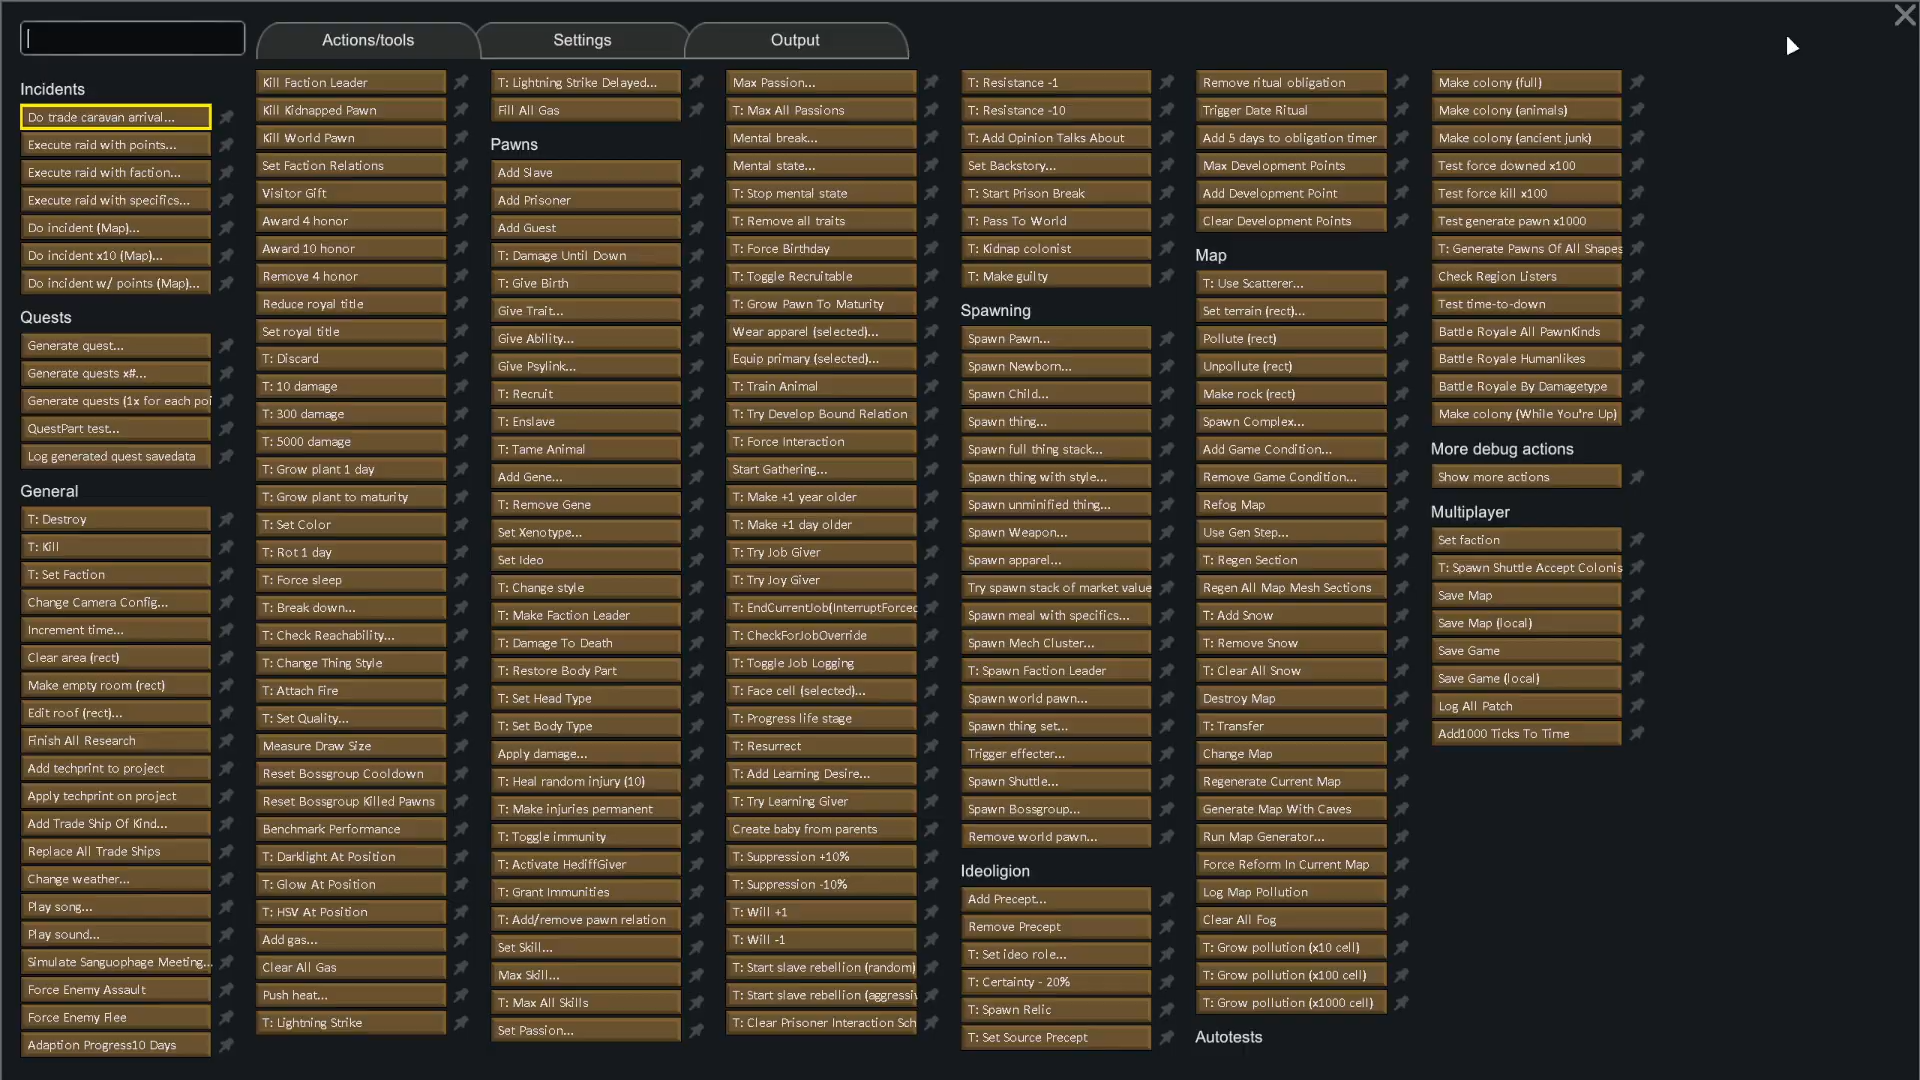 Actions/tools
Settings
Output
Incidents
Do trade caravan arrival...
Execute raid with points...
Execute raid with faction...
Execute raid with specifics...
Do incident (Map)...
Do incident x10 (Map)...
Do incident w/ points (Map)...
Quests
Generate quest...
Generate quests x#...
Generate quests (1x for each poi
QuestPart test...
Log generated quest savedata
General
T: Destroy
T: Kill
T: Set Faction
Change Camera Config...
Increment time...
Clear area (rect)
Make empty room (rect)
Edit roof (rect)...
Finish All Research
Add techprint to project
Apply techprint on project
Add Trade Ship Of Kind...
Replace All Trade Ships
Change weather...
Play song...
Play sound...
Simulate Sanguophage Meeting...
Force Enemy Assault
Force Enemy Flee
Adaption Progress10 Days
Kill Faction Leader
Kill Kidnapped Pawn
Kill World Pawn
Set Faction Relations
Visitor Gift
Award 4 honor
Award 10 honor
Remove 4 honor
Reduce royal title
Set royal title
T: Discard
T: 10 damage
T: 300 damage
T: 5000 damage
T: Grow plant 1 day
T: Grow plant to maturity
T: Set Color
T: Rot 1 day
T: Force sleep
T: Break down...
T: Check Reachability...
T: Change Thing Style
T: Attach Fire
T: Set Quality...
Measure Draw Size
Reset Bossgroup Cooldown
Reset Bossgroup Killed Pawns
Benchmark Performance
T: Darklight At Position
T: Glow At Position
T: HSV At Position
Add gas...
Clear All Gas
Push heat...
T: Lightning Strike
T: Lightning Strike Delayed...
Fill All Gas
Pawns
Add Slave
Add Prisoner
Add Guest
T: Damage Until Down
T: Give Birth
Give Trait...
Give Ability...
Give Psylink...
T: Recruit
T: Enslave
T: Tame Animal
Add Gene...
T: Remove Gene
Set Xenotype...
Set Ideo
T: Change style
T: Make Faction Leader
T: Damage To Death
T: Restore Body Part
T: Set Head Type
T: Set Body Type
Apply damage...
T: Heal random injury (10)
T: Make injuries permanent
T: Toggle immunity
T: Activate HediffGiver
T: Grant Immunities
T: Add/remove pawn relation
Set Skill...
Max Skill...
T: Max All Skills
Set Passion...
Max Passion...
T: Max All Passions
Mental break...
Mental state...
T: Stop mental state
T: Remove all traits
T: Force Birthday
T: Toggle Recruitable
T: Grow Pawn To Maturity
Wear apparel (selected)...
Equip primary (selected)...
T: Train Animal
T: Try Develop Bound Relation
T: Force Interaction
Start Gathering...
T: Make +1 year older
T: Make +1 day older
T: Try Job Giver
T: Try Joy Giver
T: EndCurrentJob(InterruptForced
T: CheckForJobOverride
T: Toggle Job Logging
T: Face cell (selected)...
T: Progress life stage
T: Resurrect
T: Add Learning Desire...
T: Try Learning Giver
Create baby from parents
T: Suppression +10%
T: Suppression -10%
T: Will +1
T: Will -1
T: Start slave rebellion (random)
T: Start slave rebellion (aggressiv
T: Clear Prisoner Interaction Sch
T: Resistance -1
T: Resistance -10
T: Add Opinion Talks About
Set Backstory...
T: Start Prison Break
T: Pass To World
T: Kidnap colonist
T: Make guilty
Spawning
Spawn Pawn...
Spawn Newborn...
Spawn Child...
Spawn thing...
Spawn full thing stack...
Spawn thing with style...
Spawn unminified thing...
Spawn Weapon...
Spawn apparel...
Try spawn stack of market value
Spawn meal with specifics...
Spawn Mech Cluster...
T: Spawn Faction Leader
Spawn world pawn...
Spawn thing set...
Trigger effecter...
Spawn Shuttle...
Spawn Bossgroup...
Remove world pawn...
Ideoligion
Add Precept...
Remove Precept
T: Set ideo role...
T: Certainty - 20%
T: Spawn Relic
T: Set Source Precept
Remove ritual obligation
Trigger Date Ritual
Add 5 days to obligation timer
Max Development Points
Add Development Point
Clear Development Points
Map
T: Use Scatterer...
Set terrain (rect)...
Pollute (rect)
Unpollute (rect)
Make rock (rect)
Spawn Complex...
Add Game Condition...
Remove Game Condition...
Refog Map
Use Gen Step...
T: Regen Section
Regen All Map Mesh Sections
T: Add Snow
T: Remove Snow
T: Clear All Snow
Destroy Map
T: Transfer
Change Map
Regenerate Current Map
Generate Map With Caves
Run Map Generator...
Force Reform In Current Map
Log Map Pollution
Clear All Fog
T: Grow pollution (x10 cell)
T: Grow pollution (x100 cell)
T: Grow pollution (x1000 cell)
Autotests
Make colony (full)
Make colony (animals)
Make colony (ancient junk)
Test force downed x100
Test force kill x100
Test generate pawn x1000
T: Generate Pawns Of All Shapes
Check Region Listers
Test time-to-down
Battle Royale All PawnKinds
Battle Royale Humanlikes
Battle Royale By Damagetype
Make colony (While You're Up)
More debug actions
Show more actions
Multiplayer
Set faction
T: Spawn Shuttle Accept Colonis
Save Map
Save Map (local)
Save Game
Save Game (local)
Log All Patch
Add1000 Ticks To Time